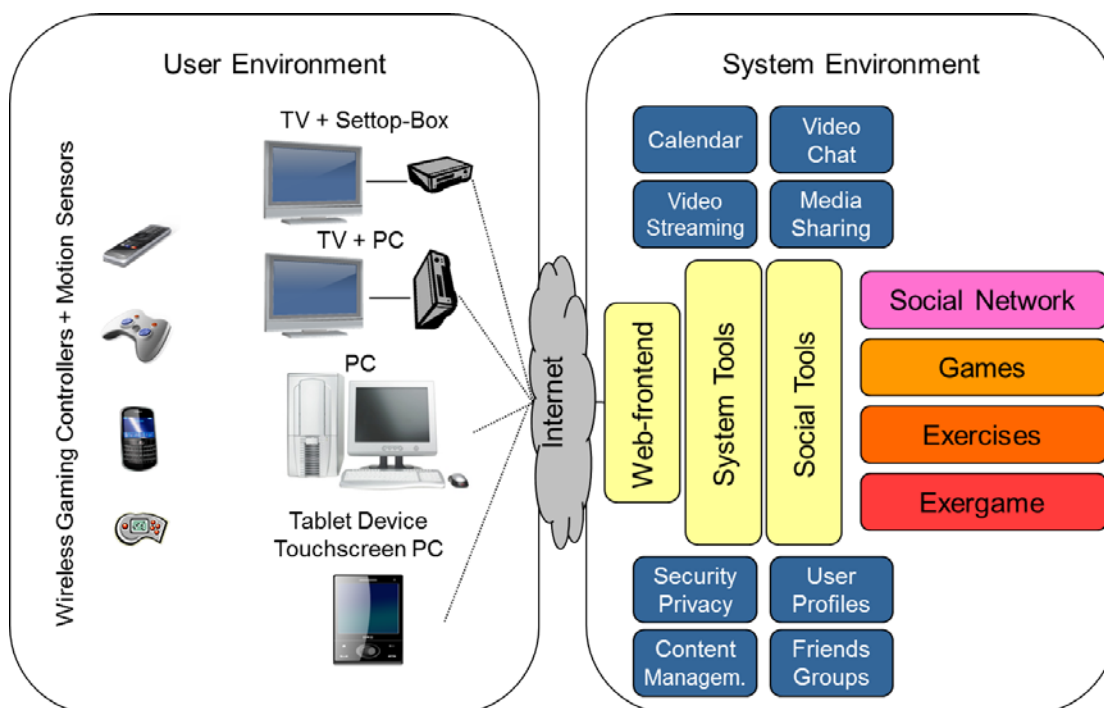 User Environment
Wireless Gaming Controllers + Motion Sensors
TV + Settop-Box
TV + PC
PC
Tablet Device
Touchscreen PC
Internet
System Environment
Calendar
Video
Chat
Video
Streaming
Media
Sharing
Web-frontend
System Tools
Social Tools
Social Network
Games
Exercises
Exergame
Security
Privacy
User
Profiles
Content
Managem.
Friends
Groups